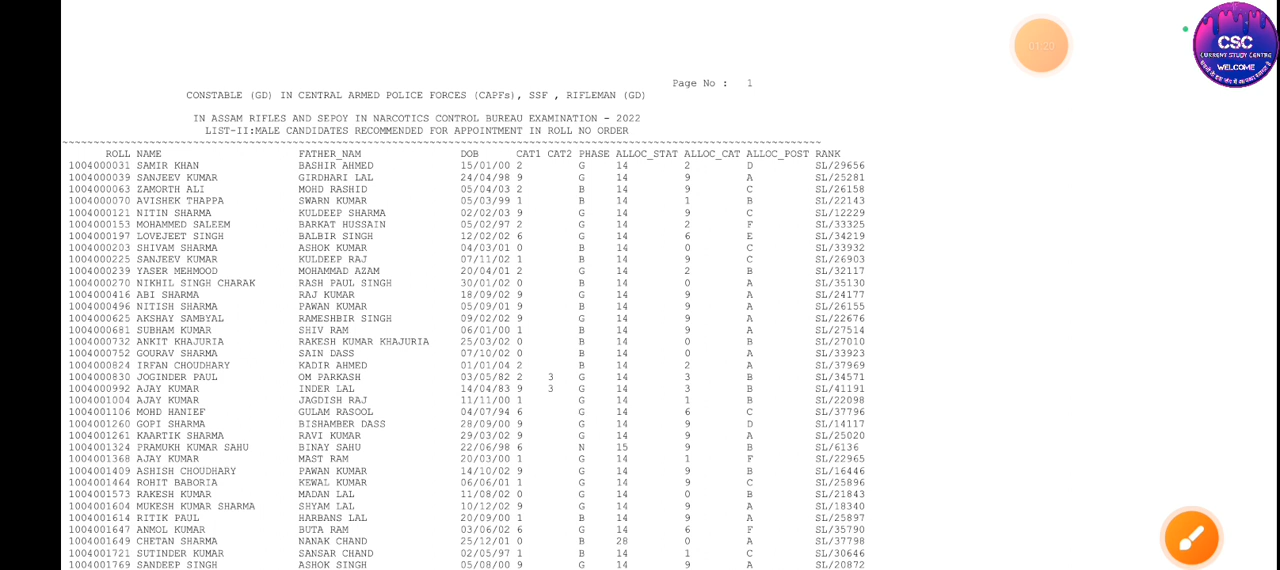 Page No : 1
CONSTABLE (GD) IN CENTRAL ARMED POLICE FORCES (CAPFs), SSF , RIFLEMAN (GD)
IN ASSAM RIFLES AND SEPOY IN NARCOTICS CONTROL BUREAU EXAMINATION - 2022
LIST-II:MALE CANDIDATES RECOMMENDED FOR APPOINTMENT IN ROLL NO ORDER
ROLL NAME FATHER_NAM DOB CAT1 CAT2 PHASE ALLOC_STAT ALLOC_CAT ALLOC_POST RANK
1004000031 SAMIR KHAN BASHIR AHMED 15/01/00 2 G 14 2 D SL/29656
1004000039 SANJEEV KUMAR GIRDHARI LAL 24/04/98 9 G 14 9 A SL/25281
1004000063 ZAMORTH ALI MOHD RASHID 05/04/03 2 B 14 9 C SL/26158
1004000070 AVISHEK THAPPA SWARN KUMAR 05/03/99 1 B 14 1 B SL/22143
1004000121 NITIN SHARMA KULDEEP SHARMA 02/02/03 9 G 14 9 C SL/12229
1004000153 MOHAMMED SALEEM BARKAT HUSSAIN 05/02/97 2 G 14 2 F SL/33325
1004000197 LOVEJEET SINGH BALBIR SINGH 12/02/02 6 G 14 6 E SL/34219
1004000203 SHIVAM SHARMA ASHOK KUMAR 04/03/01 0 B 14 0 C SL/33932
1004000225 SANJEEV KUMAR KULDEEP RAJ 07/11/02 1 B 14 9 C SL/26903
1004000239 YASER MEHMOOD MOHAMMAD AZAM 20/04/01 2 G 14 2 B SL/32117
1004000270 NIKHIL SINGH CHARAK RASH PAUL SINGH 30/01/02 0 B 14 0 A SL/35130
1004000416 ABI SHARMA RAJ KUMAR 18/09/02 9 G 14 9 A SL/24177
1004000496 NITISH SHARMA PAWAN KUMAR 05/09/01 9 B 14 9 A SL/26155
1004000625 AKSHAY SAMBYAL RAMESHBIR SINGH 09/02/02 9 G 14 9 A SL/22676
1004000681 SUBHAM KUMAR SHIV RAM 06/01/00 1 B 14 9 A SL/27514
1004000732 ANKIT KHAJURIA RAKESH KUMAR KHAJURIA 25/03/02 0 B 14 0 B SL/27010
1004000752 GOURAV SHARMA SAIN DASS 07/10/02 0 B 14 0 A SL/33923
1004000824 IRFAN CHOUDHARY KADIR AHMED 01/01/04 2 B 14 2 A SL/37969
1004000830 JOGINDER PAUL OM PARKASH 03/05/82 2 3 G 14 3 B SL/34571
1004000992 AJAY KUMAR INDER LAL 14/04/83 9 3 G 14 3 B SL/41191
1004001004 AJAY KUMAR JAGDISH RAJ 11/11/00 1 G 14 1 B SL/22098
1004001106 MOHD HANIEF GULAM RASOOL 04/07/94 6 G 14 6 C SL/37796
1004001260 GOPI SHARMA BISHAMBER DASS 28/09/00 9 G 14 9 D SL/14117
1004001261 KAARTIK SHARMA RAVI KUMAR 29/03/02 9 G 14 9 A SL/25020
1004001324 PRAMUKH KUMAR SAHU BINAY SAHU 22/06/98 6 N 15 9 B SL/6136
1004001368 AJAY KUMAR MAST RAM 20/03/00 1 G 14 1 F SL/22965
1004001409 ASHISH CHOUDHARY PAWAN KUMAR 14/10/02 9 G 14 9 B SL/16446
1004001464 ROHIT BABORIA KEWAL KUMAR 06/06/01 1 G 14 9 C SL/25896
1004001573 RAKESH KUMAR MADAN LAL 11/08/02 0 G 14 0 B SL/21843
1004001604 MUKESH KUMAR SHARMA SHYAM LAL 10/12/02 9 G 14 9 A SL/18340
1004001614 RITIK PAUL HARBANS LAL 20/09/00 1 B 14 9 A SL/25897
1004001647 ANMOL KUMAR BUTA RAM 03/06/02 6 G 14 6 F SL/35790
1004001649 CHETAN SHARMA NANAK CHAND 25/12/01 0 B 28 0 A SL/37798
1004001721 SUTINDER KUMAR SANSAR CHAND 02/05/97 1 B 14 1 C SL/30646
1004001769 SANDEEP SINGH ASHOK SINGH 05/08/00 9 G 14 9 A SL/20872
01:20
CSC
CURRENT STUDY CENTRE
WELCOME